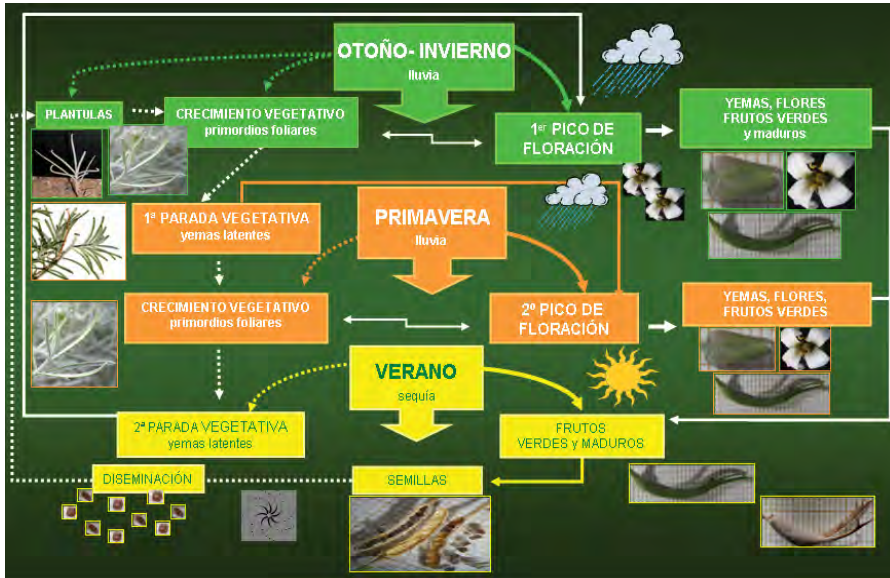 OTOÑO- INVIERNO
lluvia
PLANTULAS
CRECIMIENTO VEGETATIVO
primordios foliares
1er PICO DE
FLORACIÓN
YEMAS, FLORES
FRUTOS VERDES
y maduros
1ª PARADA VEGETATIVA
yemas latentes
PRIMAVERA
lluvia
CRECIMIENTO VEGETATIVO
primordios foliares
2º PICO DE
FLORACIÓN
YEMAS, FLORES,
FRUTOS VERDES
VERANO
sequía
2ª PARADA VEGETATIVA
yemas latentes
FRUTOS
VERDES y MADUROS
DISEMINACIÓN
SEMILLAS